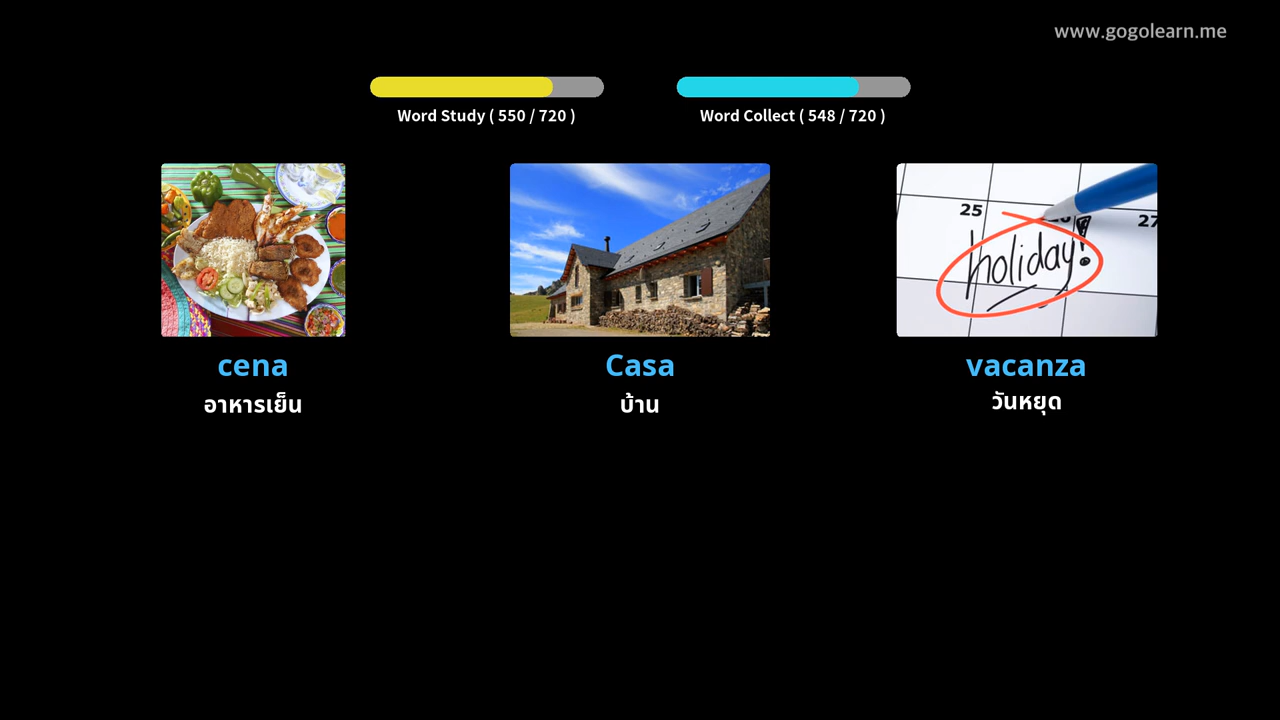 www.gogolearn.me
Word Study ( 550 / 720 )
Word Collect ( 548 / 720 )
25
27
holiday!
cena
Casa
vacanza
อาหารเย็น
บ้าน
วันหยุด